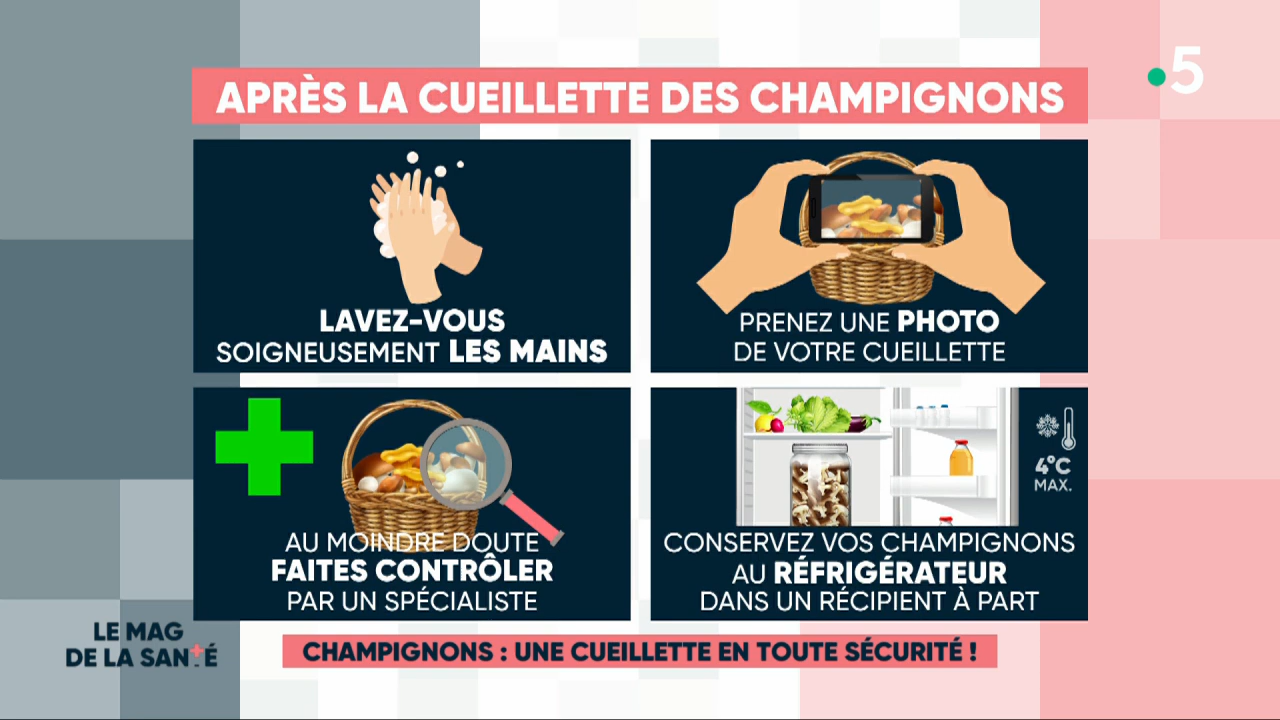 5
APRÈS LA CUEILLETTE DES CHAMPIGNONS
LAVEZ-VOUS
SOIGNEUSEMENT LES MAINS
PRENEZ UNE PHOTO
DE VOTRE CUEILLETTE
AU MOINDRE DOUTE
FAITES CONTRÔLER
PAR UN SPÉCIALISTE
4°C
MAX.
CONSERVEZ VOS CHAMPIGNONS
AU RÉFRIGÉRATEUR
DANS UN RÉCIPIENT À PART
LE MAG
DE LA SANTÉ
CHAMPIGNONS : UNE CUEILLETTE EN TOUTE SÉCURITÉ !